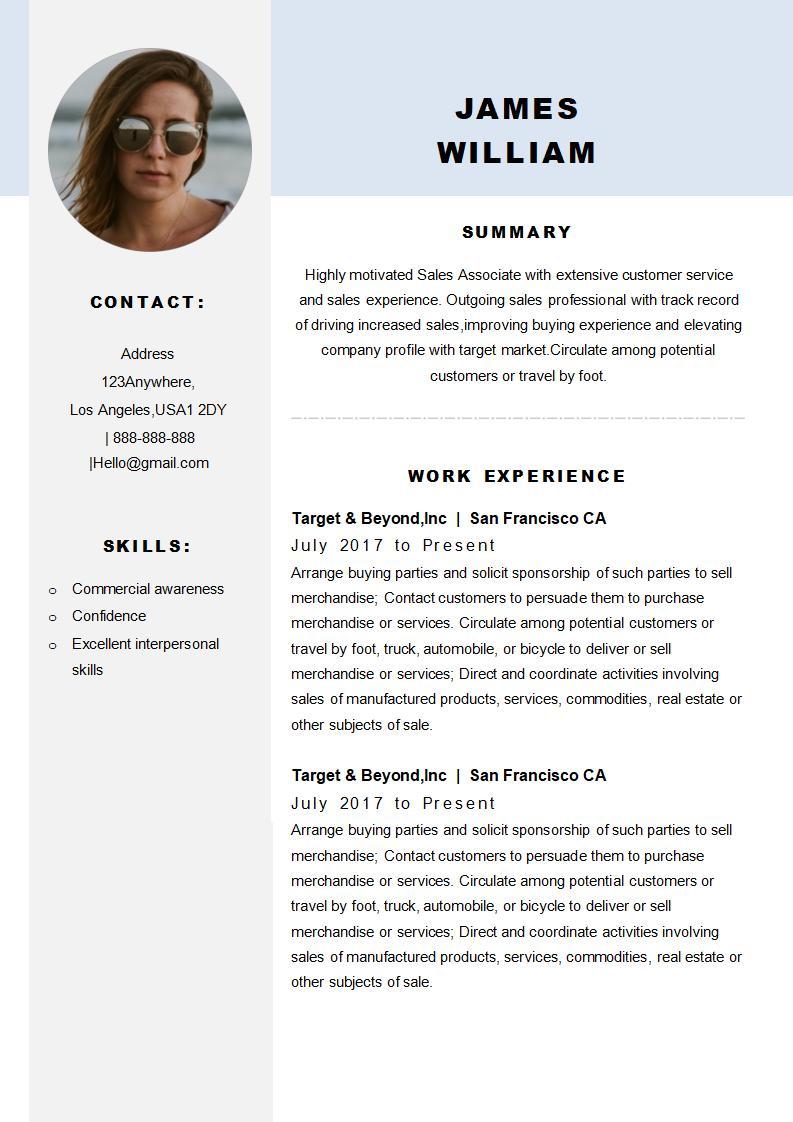 JAMES
WILLIAM
CONTACT:
Address
123Anywhere,
Los Angeles,USA1 2DY
| 888-888-888
|Hello@gmail.com
SKILLS:
o Commercial awareness
o Confidence
o Excellent interpersonal
skills
SUMMARY
Highly motivated Sales Associate with extensive customer service
and sales experience. Outgoing sales professional with track record
of driving increased sales,improving buying experience and elevating
company profile with target market.Circulate among potential
customers or travel by foot.
WORK EXPERIENCE
Target & Beyond,Inc | San Francisco CA
July 2017 to Present
Arrange buying parties and solicit sponsorship of such parties to sell
merchandise; Contact customers to persuade them to purchase
merchandise or services. Circulate among potential customers or
travel by foot, truck, automobile, or bicycle to deliver or sell
merchandise or services; Direct and coordinate activities involving
sales of manufactured products, services, commodities, real estate or
other subjects of sale.
Target & Beyond,Inc | San Francisco CA
July 2017 to Present
Arrange buying parties and solicit sponsorship of such parties to sell
merchandise; Contact customers to persuade them to purchase
merchandise or services. Circulate among potential customers or
travel by foot, truck, automobile, or bicycle to deliver or sell
merchandise or services; Direct and coordinate activities involving
sales of manufactured products, services, commodities, real estate or
other subjects of sale.